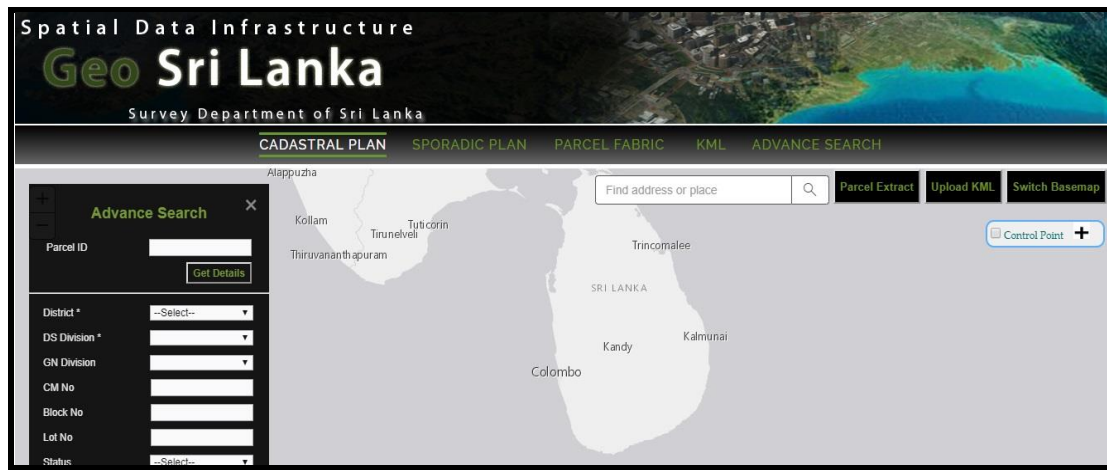 Spatial Data Infrastructure
Geo Sri Lanka
Survey Department of Sri Lanka
CADASTRAL PLAN SPORADIC PLAN PARCEL FABRIC KML ADVANCE SEARCH
Alappuzha
Kollam
Tirunelveli
Tuticorin
Thiruvananthapuram
Find address or place
Parcel Extract Upload KML Switch Basemap
Control Point +
Trincomalee
SRI LANKA
Kandy
Kalmunai
Colombo
+
−
Advance Search ×
Parcel ID
Get Details
District * --Select--
DS Division *
GN Division
CM No
Block No
Lot No
Status --Select--